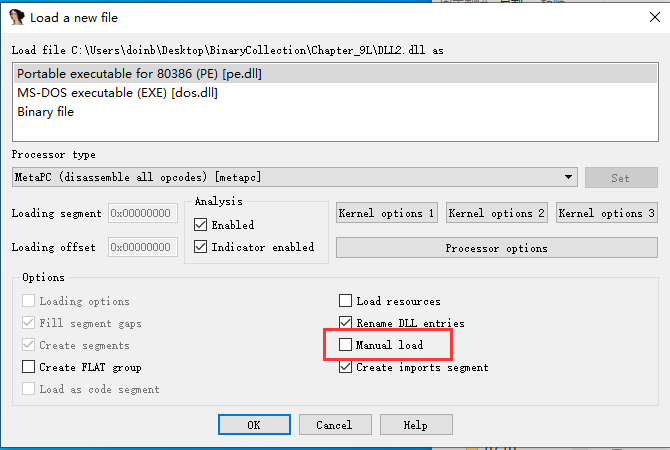 Load a new file
Load file C:\Users\doinb\Desktop\BinaryCollection\Chapter_9L\DLL2.dll as
Portable executable for 80386 (PE) [pe.dll]
MS-DOS executable (EXE) [dos.dll]
Binary file
Processor type
MetaPC (disassemble all opcodes) [metapc]
Set
Loading segment 0x00000000
Loading offset 0x00000000
Analysis
Enabled
Indicator enabled
Kernel options 1 Kernel options 2 Kernel options 3
Processor options
Options
Loading options
Fill segment gaps
Create segments
Create FLAT group
Load as code segment
Load resources
Rename DLL entries
Manual load
Create imports segment
OK Cancel Help